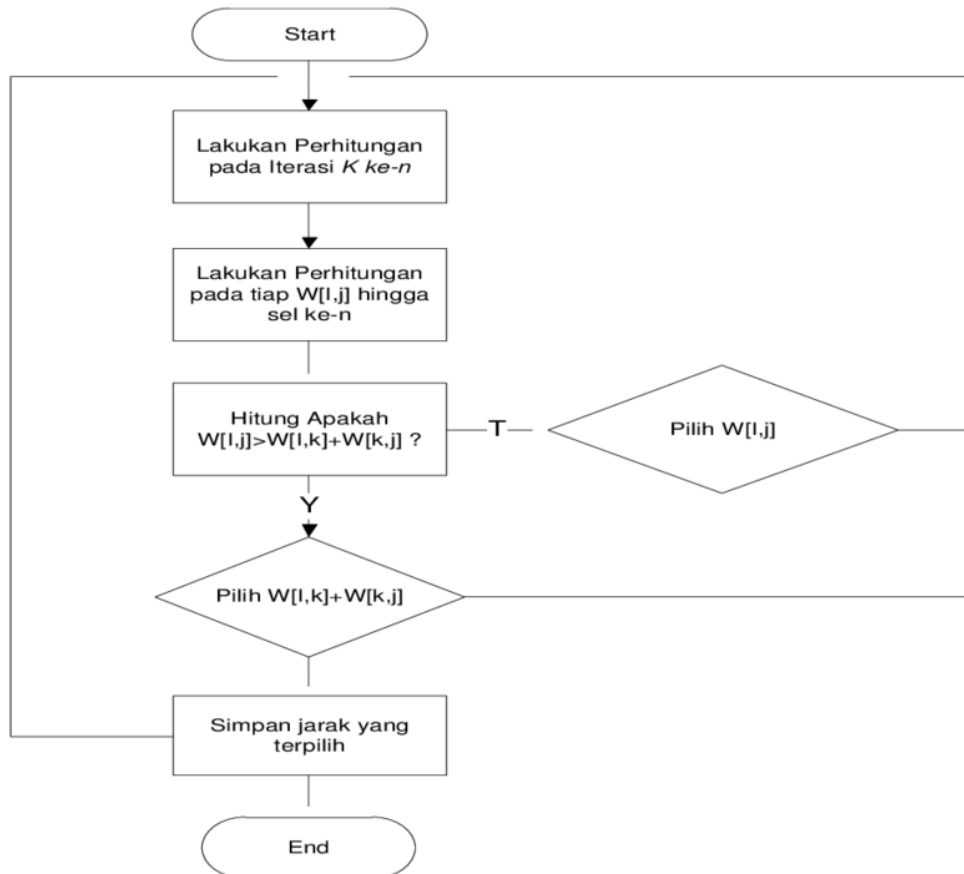 Start
Lakukan Perhitungan
pada Iterasi K ke-n
Lakukan Perhitungan
pada tiap W[I,j] hingga
sel ke-n
Hitung Apakah
W[I,j]>W[I,k]+W[k,j] ?
T
Pilih W[I,j]
Y
Pilih W[I,k]+W[k,j]
Simpan jarak yang
terpilih
End